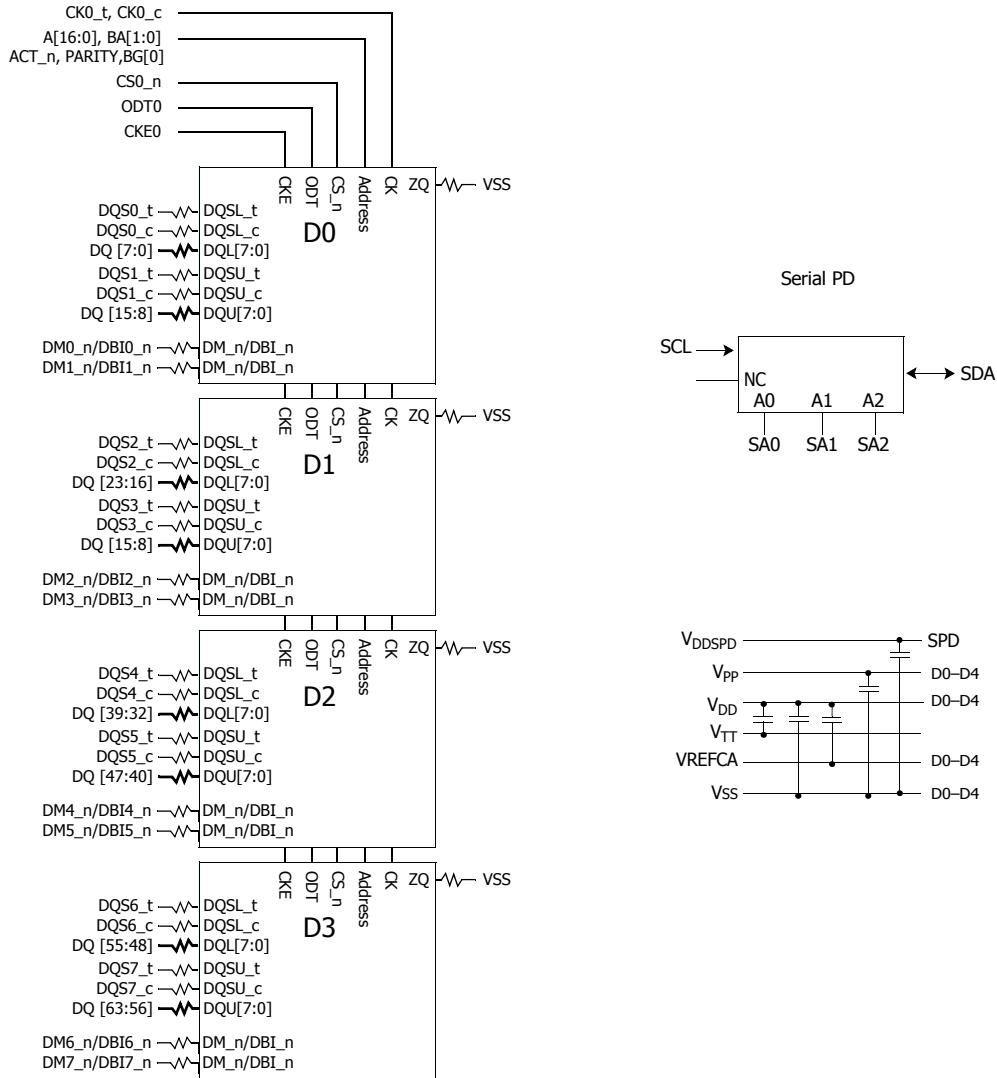 CK0_t, CK0_c
A[16:0], BA[1:0]
ACT_n, PARITY,BG[0]
CS0_n
ODT0
CKE0
CKE
ODT
CS_n
Address
CK
ZQ
VSS
D0
DQS0_t
DQSL_t
DQS0_c
DQSL_c
DQ [7:0]
DQL[7:0]
DQS1_t
DQSU_t
DQS1_c
DQSU_c
DQ [15:8]
DQU[7:0]
DM0_n/DBI0_n
DM_n/DBI_n
DM1_n/DBI1_n
DM_n/DBI_n
CKE
ODT
CS_n
Address
CK
ZQ
VSS
D1
DQS2_t
DQSL_t
DQS2_c
DQSL_c
DQ [23:16]
DQL[7:0]
DQS3_t
DQSU_t
DQS3_c
DQSU_c
DQ [15:8]
DQU[7:0]
DM2_n/DBI2_n
DM_n/DBI_n
DM3_n/DBI3_n
DM_n/DBI_n
CKE
ODT
CS_n
Address
CK
ZQ
VSS
D2
DQS4_t
DQSL_t
DQS4_c
DQSL_c
DQ [39:32]
DQL[7:0]
DQS5_t
DQSU_t
DQS5_c
DQSU_c
DQ [47:40]
DQU[7:0]
DM4_n/DBI4_n
DM_n/DBI_n
DM5_n/DBI5_n
DM_n/DBI_n
CKE
ODT
CS_n
Address
CK
ZQ
VSS
D3
DQS6_t
DQSL_t
DQS6_c
DQSL_c
DQ [55:48]
DQL[7:0]
DQS7_t
DQSU_t
DQS7_c
DQSU_c
DQ [63:56]
DQU[7:0]
DM6_n/DBI6_n
DM_n/DBI_n
DM7_n/DBI7_n
DM_n/DBI_n
Serial PD
SCL
NC
SDA
A0 A1 A2
SA0 SA1 SA2
VDDSPD
SPD
VPP
D0–D4
VDD
D0–D4
VTT
VREFCA
D0–D4
VSS
D0–D4